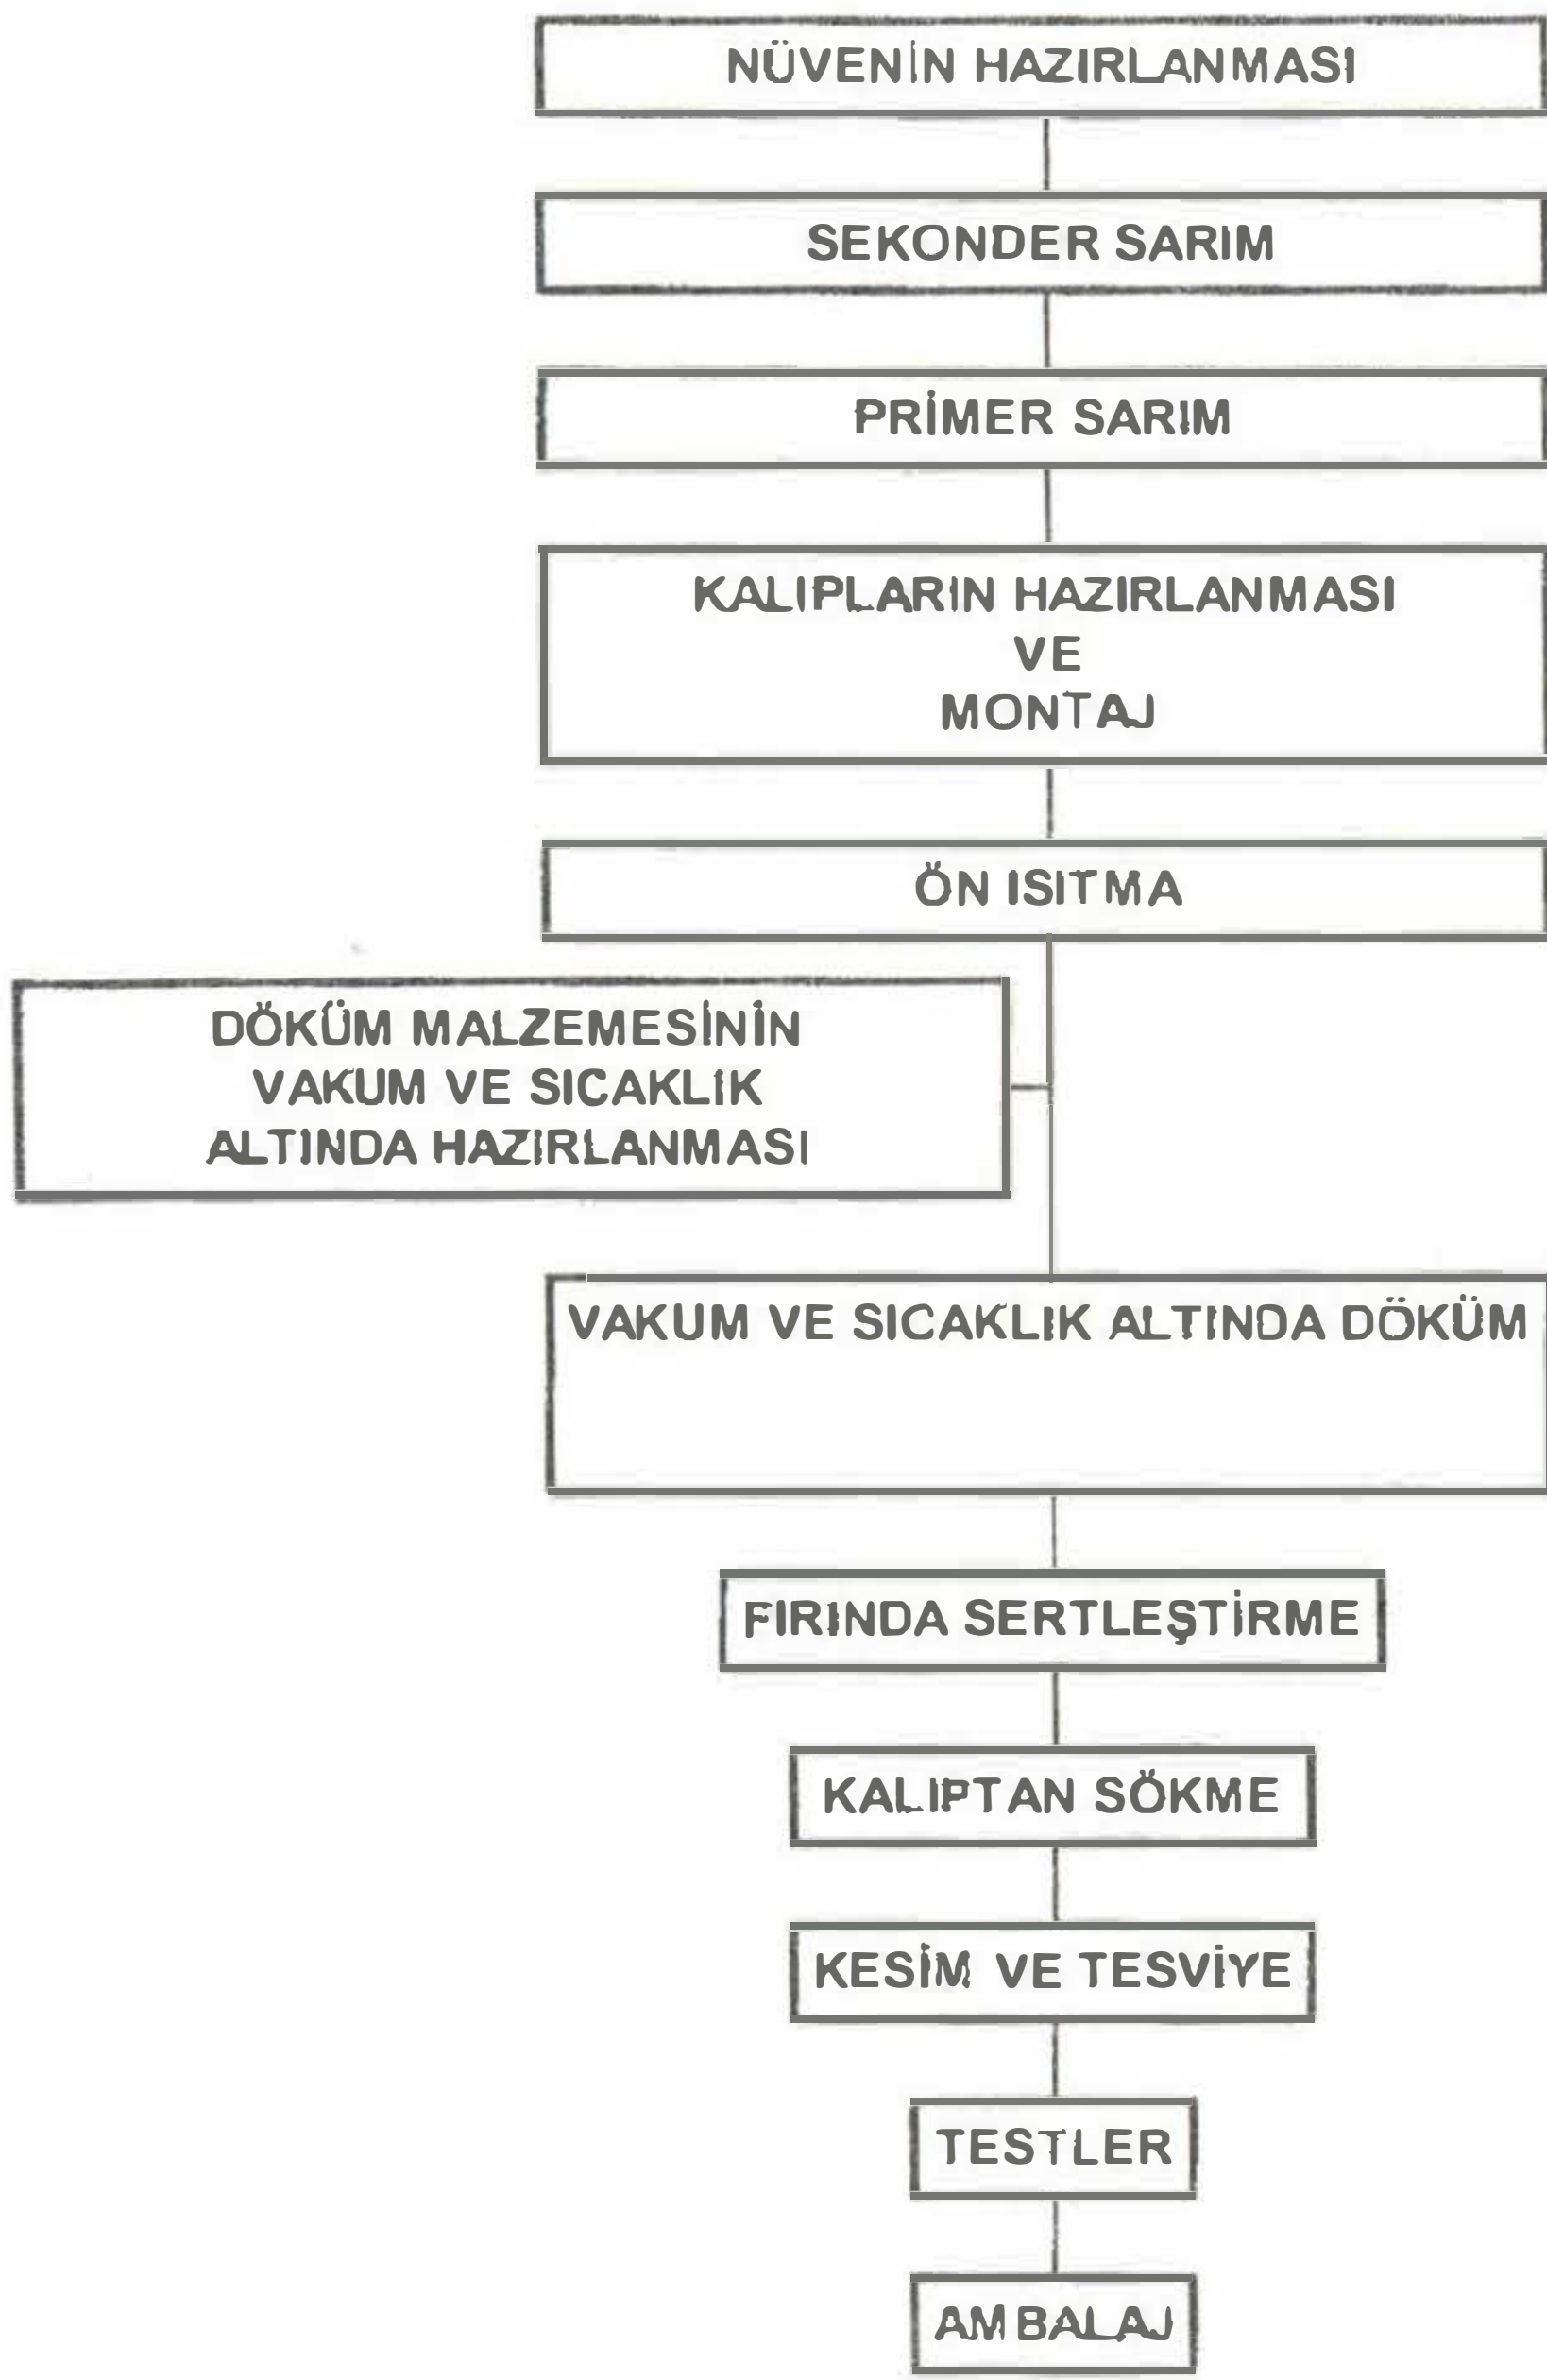 NÜVENİN HAZIRLANMASI
SEKONDER SARIM
PRİMER SARIM
KALIPLARIN HAZIRLANMASI
VE
MONTAJ
ÖN ISITMA
DÖKÜM MALZEMESİNİN
VAKUM VE SICAKLIK
ALTINDA HAZIRLANMASI
VAKUM VE SICAKLIK ALTINDA DÖKÜM
FIRINDA SERTLEŞTİRME
KALIPTAN SÖKME
KESİM VE TESVİYE
TESTLER
AMBALAJ